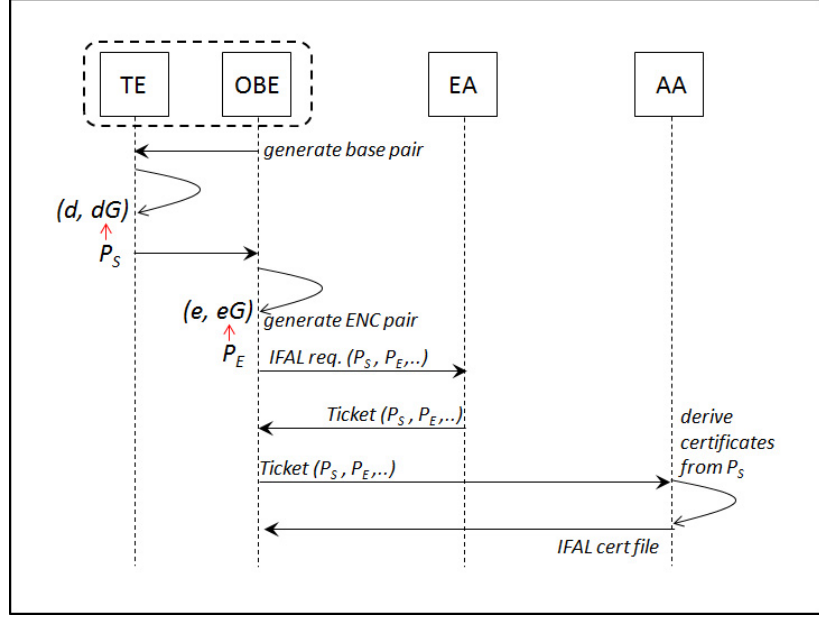 TE
OBE
EA
AA
generate base pair
(d, dG)
P_S
(e, eG)
generate ENC pair
P_E
IFAL req. (P_S , P_E,..)
Ticket (P_S , P_E,..)
derive
certificates
from P_S
Ticket (P_S , P_E,..)
IFAL cert file